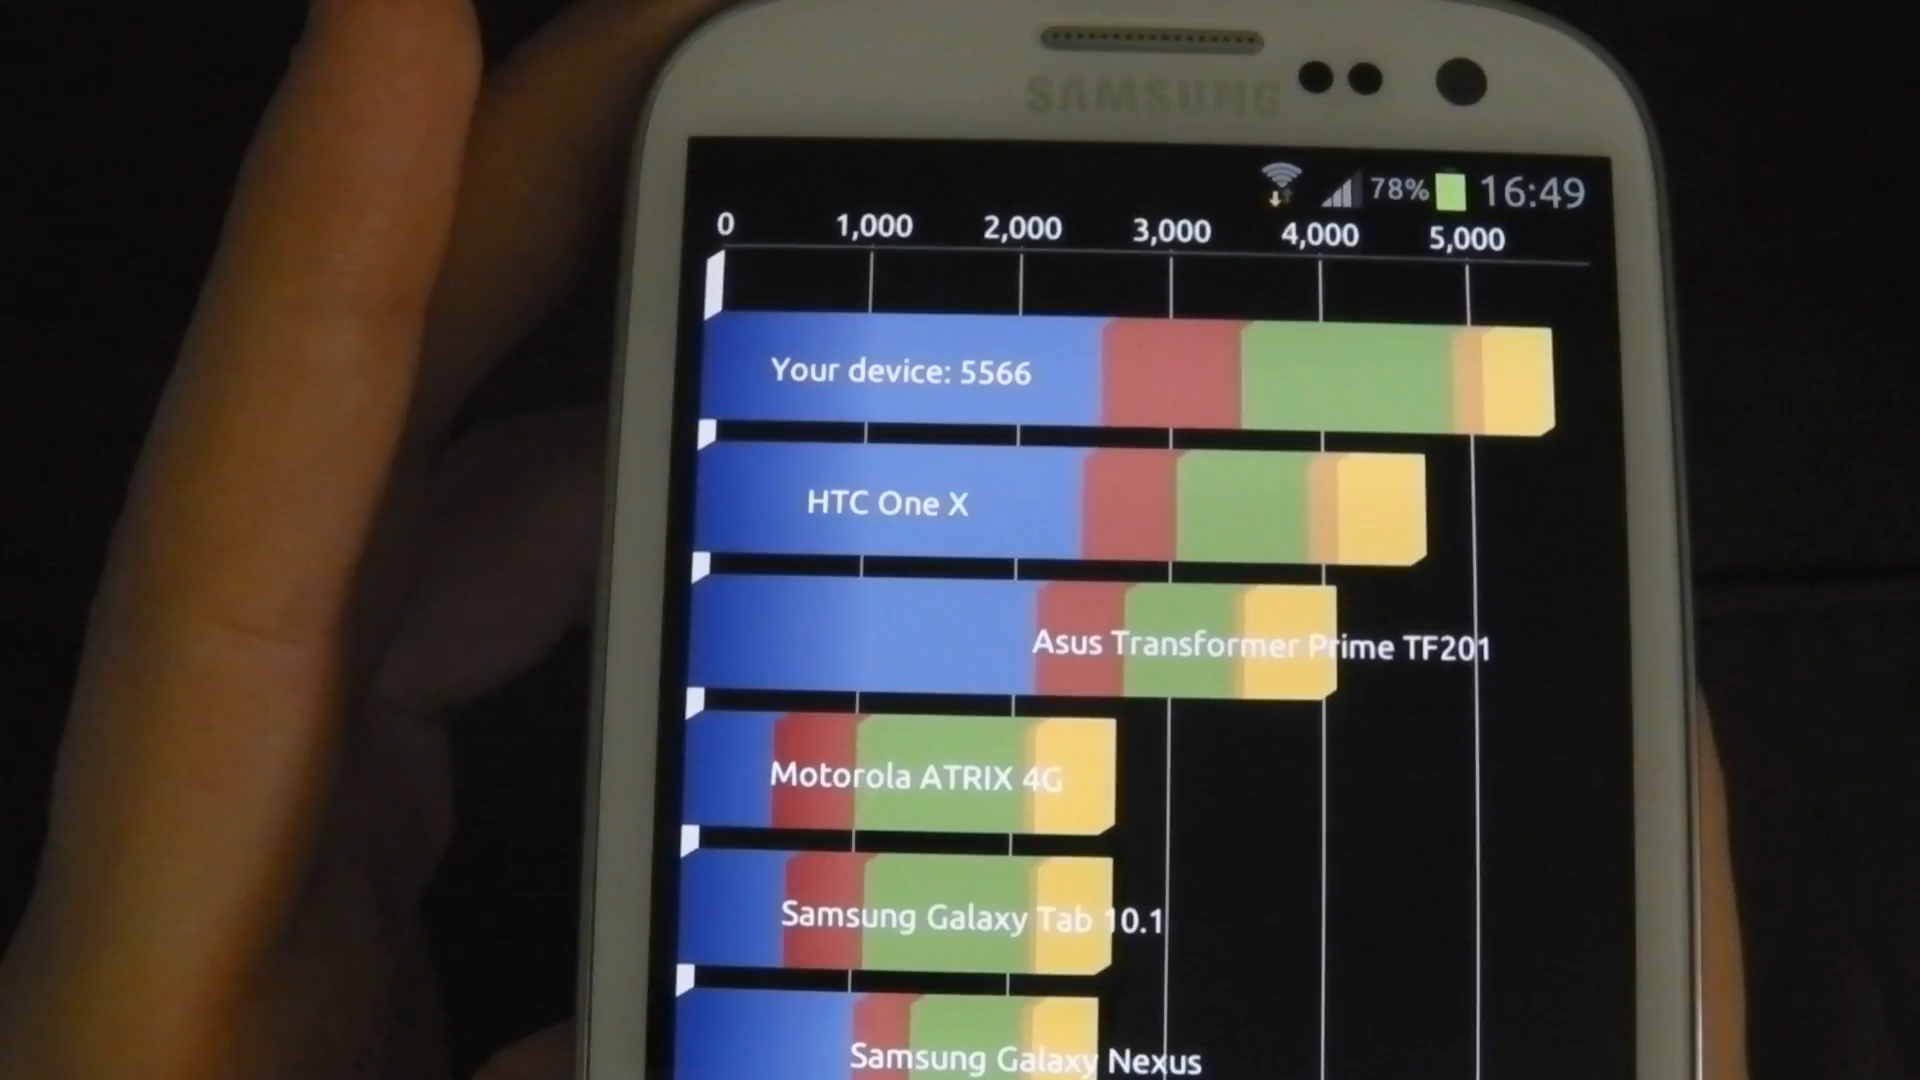 SAMSUNG
78% 16:49
0 1,000 2,000 3,000 4,000 5,000
Your device: 5566
HTC One X
Asus Transformer Prime TF201
Motorola ATRIX 4G
Samsung Galaxy Tab 10.1
Samsung Galaxy Nexus